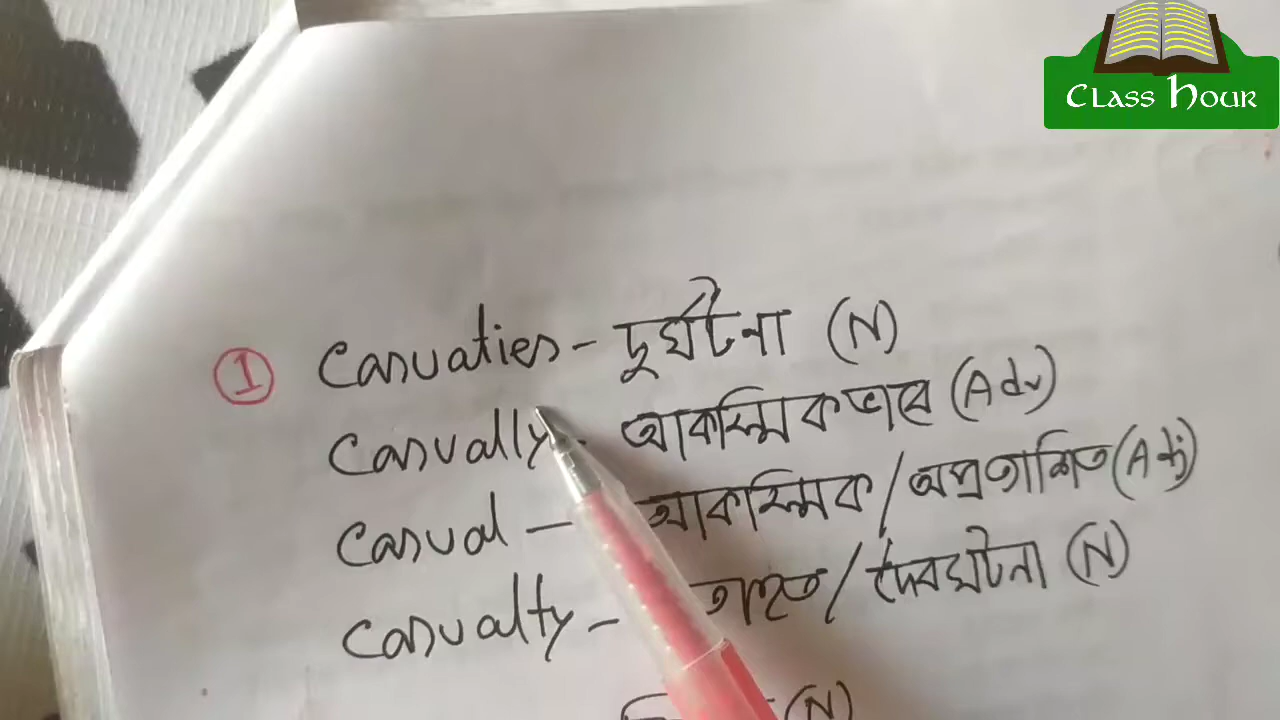 CLASS HOUR
① Casuaties - দুর্ঘটনা (N)
Casually - আকস্মিকভাবে (Adv)
Casual - আকস্মিক / অপ্রতাশিত (Adj)
Casualty - / দৈবঘটনা (N)
(N)